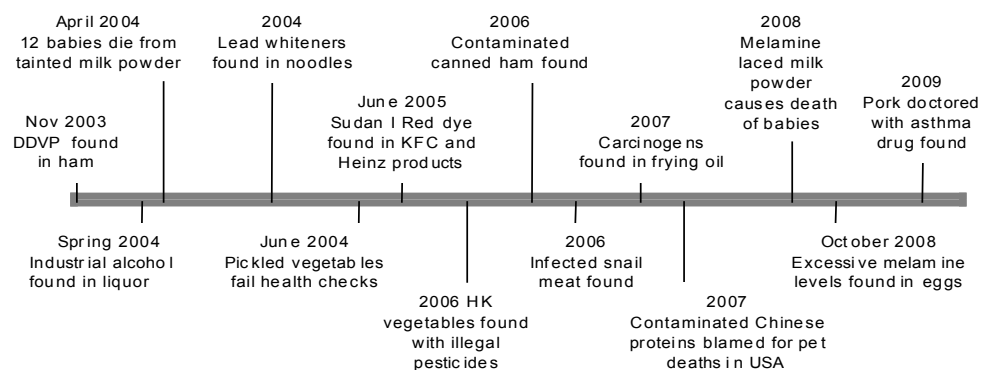 April 2004
12 babies die from
tainted milk powder
2004
Lead whiteners
found in noodles
2006
Contaminated
canned ham found
2008
Melamine
laced milk
powder
causes death
of babies
2009
Pork doctored
with asthma
drug found
Nov 2003
DDVP found
in ham
June 2005
Sudan I Red dye
found in KFC and
Heinz products
2007
Carcinogens
found in frying oil
Spring 2004
Industrial alcohol
found in liquor
June 2004
Pickled vegetables
fail health checks
2006 HK
vegetables found
with illegal
pesticides
2006
Infected snail
meat found
2007
Contaminated Chinese
proteins blamed for pet
deaths in USA
October 2008
Excessive melamine
levels found in eggs